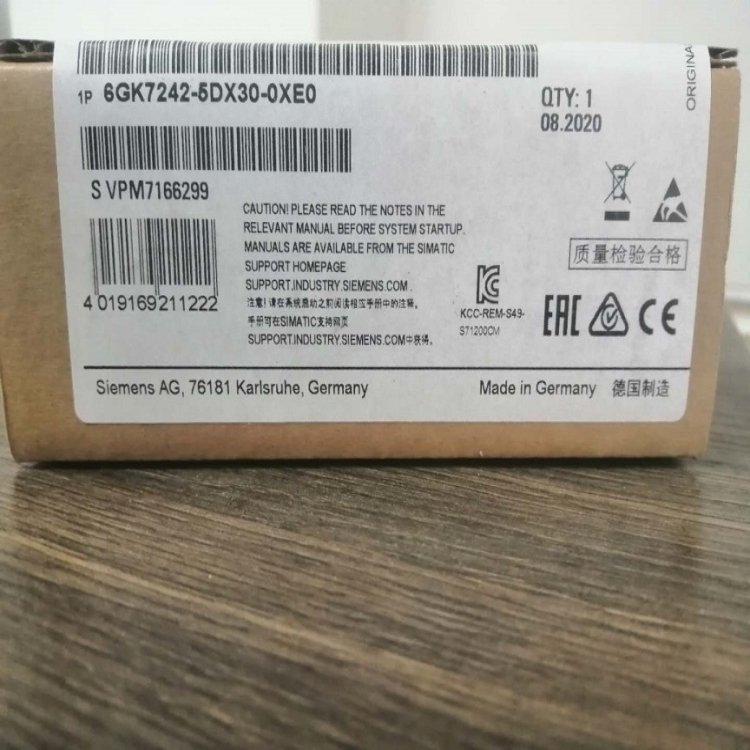 ORIGINA
1P 6GK7242-5DX30-0XE0
QTY: 1
08.2020
S VPM7166299
CAUTION! PLEASE READ THE NOTES IN THE
RELEVANT MANUAL BEFORE SYSTEM STARTUP.
MANUALS ARE AVAILABLE FROM THE SIMATIC
SUPPORT HOMEPAGE
SUPPORT.INDUSTRY.SIEMENS.COM .
注意!请在系统启动之前阅读相应手册中的注释。
手册可在SIMATIC支持网页
SUPPORT.INDUSTRY.SIEMENS.COM中获得。
4 019169 211222
质量检验合格
KCC-REM-S49-
S71200CM
EAC CE
Siemens AG, 76181 Karlsruhe, Germany
Made in Germany 德国制造